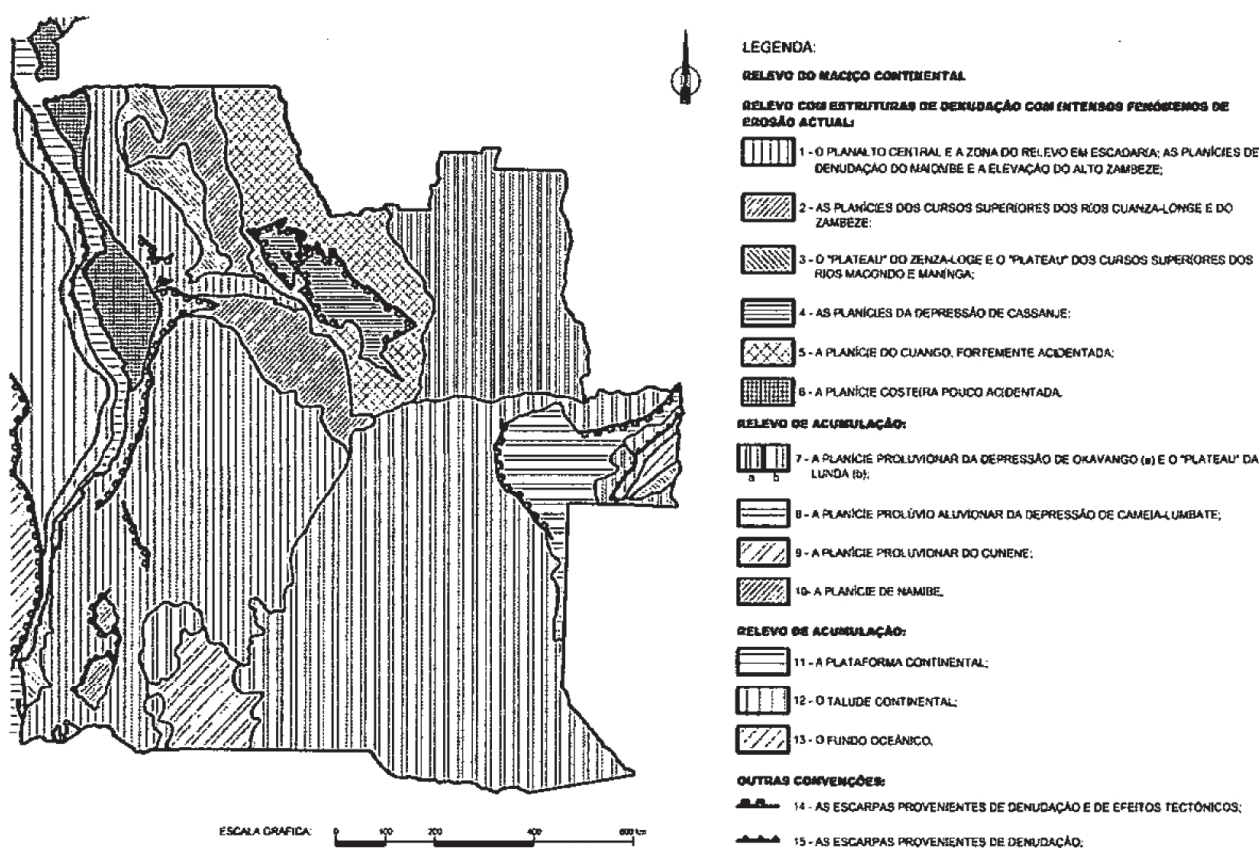 LEGENDA:
RELEVO DO MACIÇO CONTINENTAL
RELEVO COM ESTRUTURAS DE DENUDAÇÃO COM INTENSOS FENÓMENOS DE
EROSÃO ACTUAL:
1 - O PLANALTO CENTRAL E A ZONA DO RELEVO EM ESCADARIA; AS PLANÍCIES DE
DENUDAÇÃO DO MAIOMBE E A ELEVAÇÃO DO ALTO ZAMBEZE;
2 - AS PLANÍCIES DOS CURSOS SUPERIORES DOS RIOS CUANZA-LONGE E DO
ZAMBEZE;
3 - O "PLATEAU" DO ZENZA-LOGE E O "PLATEAU" DOS CURSOS SUPERIORES DOS
RIOS MACONDO E MANINGA;
4 - AS PLANÍCIES DA DEPRESSÃO DE CASSANJE;
5 - A PLANÍCIE DO CUANGO, FORTEMENTE ACIDENTADA;
6 - A PLANÍCIE COSTEIRA POUCO ACIDENTADA.
RELEVO DE ACUMULAÇÃO:
7 - A PLANÍCIE PROLUVIONAR DA DEPRESSÃO DE OKAVANGO (a) E O "PLATEAU" DA
a b LUNDA (b);
8 - A PLANÍCIE PROLÚVIO ALUVIONAR DA DEPRESSÃO DE CAMEIA-LUMBATE;
9 - A PLANÍCIE PROLUVIONAR DO CUNENE;
10- A PLANÍCIE DE NAMIBE.
RELEVO DE ACUMULAÇÃO:
11 - A PLATAFORMA CONTINENTAL;
12 - O TALUDE CONTINENTAL;
13 - O FUNDO OCEÂNICO.
OUTRAS CONVENÇÕES:
14 - AS ESCARPAS PROVENIENTES DE DENUDAÇÃO E DE EFEITOS TECTÓNICOS;
15 - AS ESCARPAS PROVENIENTES DE DENUDAÇÃO;
ESCALA GRÁFICA: 0 100 200 400 600 km